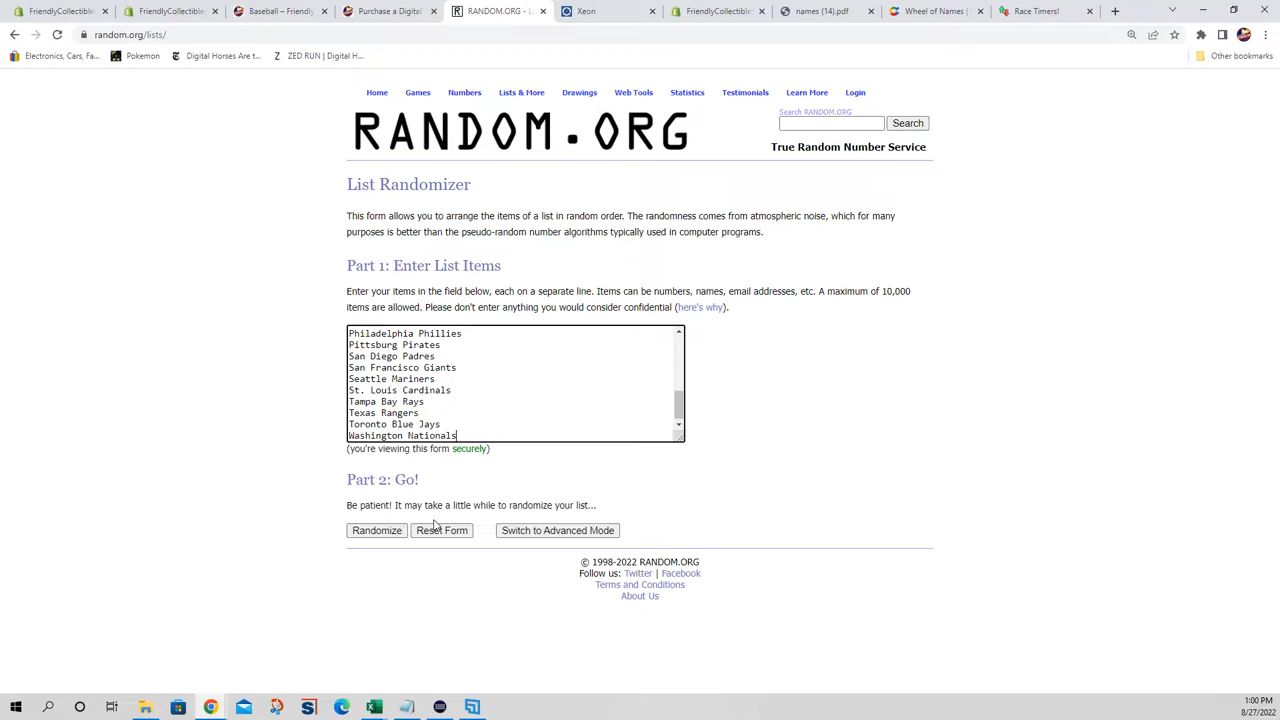 FriendlyCollectibles
FriendlyCollectibles
Baseball – Friendly
Purchase a Digital
RANDOM.ORG - Lis
Xeon
FriendlyCollectibles
names (14).pdf
Wheel of Names |
Race Timers!
random.org/lists/
Electronics, Cars, Fa...
Pokemon
Digital Horses Are t...
ZED RUN | Digital H...
Other bookmarks
Home
Games
Numbers
Lists & More
Drawings
Web Tools
Statistics
Testimonials
Learn More
Login
RANDOM.ORG
Search RANDOM.ORG
Search
True Random Number Service
List Randomizer
This form allows you to arrange the items of a list in random order. The randomness comes from atmospheric noise, which for many
purposes is better than the pseudo-random number algorithms typically used in computer programs.
Part 1: Enter List Items
Enter your items in the field below, each on a separate line. Items can be numbers, names, email addresses, etc. A maximum of 10,000
items are allowed. Please don't enter anything you would consider confidential (here's why).
Philadelphia Phillies
Pittsburg Pirates
San Diego Padres
San Francisco Giants
Seattle Mariners
St. Louis Cardinals
Tampa Bay Rays
Texas Rangers
Toronto Blue Jays
Washington Nationals
(you're viewing this form securely)
Part 2: Go!
Be patient! It may take a little while to randomize your list...
Randomize
Reset Form
Switch to Advanced Mode
© 1998-2022 RANDOM.ORG
Follow us: Twitter | Facebook
Terms and Conditions
About Us
1:00 PM
8/27/2022